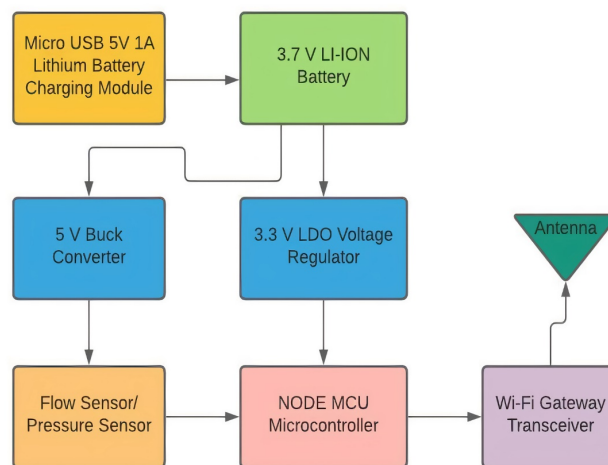 Micro USB 5V 1A
Lithium Battery
Charging Module
3.7 V LI-ION
Battery
5 V Buck
Converter
3.3 V LDO Voltage
Regulator
Antenna
Flow Sensor/
Pressure Sensor
NODE MCU
Microcontroller
Wi-Fi Gateway
Transceiver